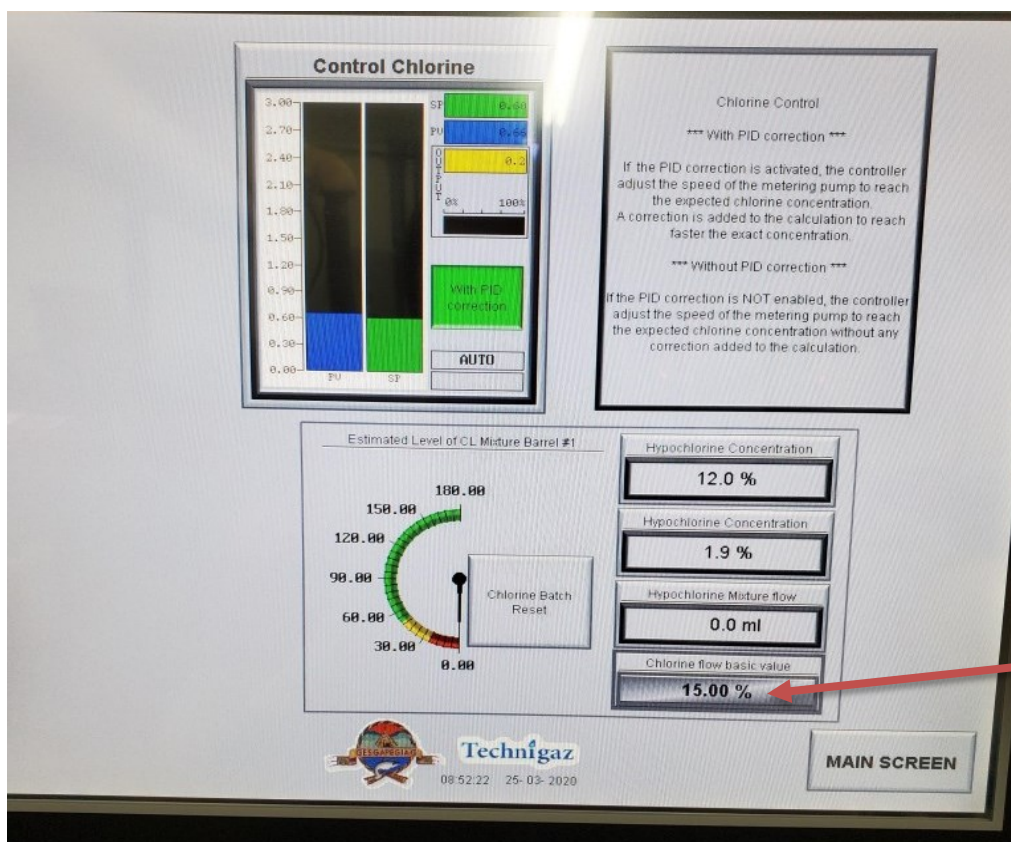 Control Chlorine
3.00
2.70
2.40
2.10
1.80
1.50
1.20
0.90
0.60
0.30
0.00
PV
SP
SP
0.60
PV
0.66
OUTPUT
0.2
0%
100%
With PID
correction
AUTO
Chlorine Control
*** With PID correction ***
If the PID correction is activated, the controller
adjust the speed of the metering pump to reach
the expected chlorine concentration.
A correction is added to the calculation to reach
faster the exact concentration.
*** Without PID correction ***
If the PID correction is NOT enabled, the controller
adjust the speed of the metering pump to reach
the expected chlorine concentration without any
correction added to the calculation.
Estimated Level of CL Mixture Barrel #1
180.00
150.00
120.00
90.00
60.00
30.00
0.00
Chlorine Batch
Reset
Hypochlorine Concentration
12.0 %
Hypochlorine Concentration
1.9 %
Hypochlorine Mixture flow
0.0 ml
Chlorine flow basic value
15.00 %
GESGAPEGIAG
Technigaz
08:52:22 25-03-2020
MAIN SCREEN